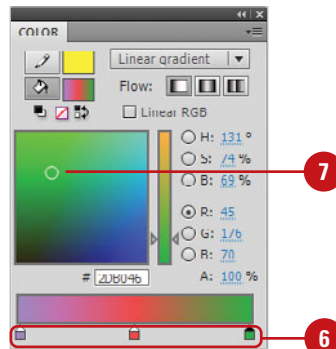 COLOR
Linear gradient
Flow:
Linear RGB
H: 131 °
S: 74 %
B: 69 %
R: 45
G: 176
B: 70
# 2DB046
A: 100 %
7
6